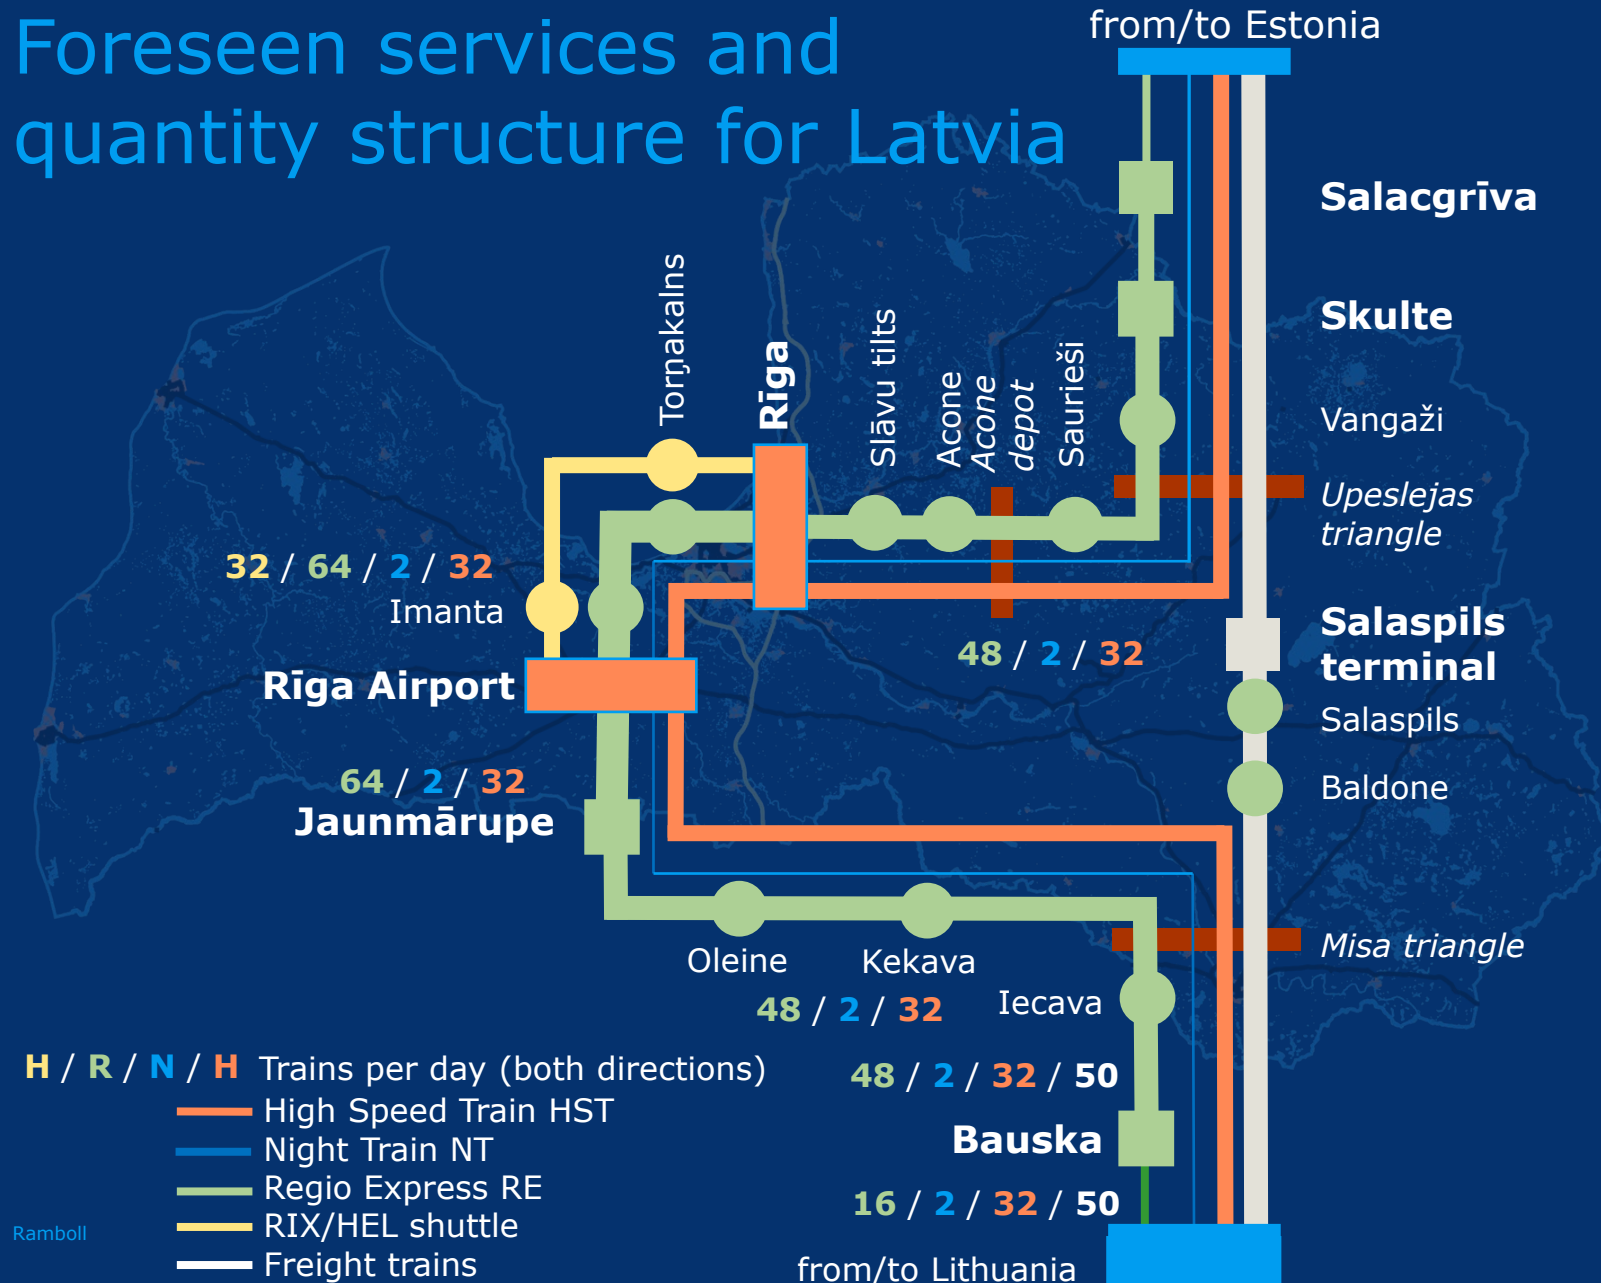 Foreseen services and
quantity structure for Latvia
from/to Estonia
Salacgrīva
Skulte
Vangaži
Upeslejas
triangle
Torņakalns
Rīga
Slāvu tilts
Acone
Acone
depot
Saurieši
32 / 64 / 2 / 32
Imanta
Rīga Airport
48 / 2 / 32
Salaspils
terminal
Salaspils
Baldone
64 / 2 / 32
Jaunmārupe
Oleine
Kekava
Misa triangle
48 / 2 / 32
Iecava
48 / 2 / 32 / 50
Bauska
16 / 2 / 32 / 50
from/to Lithuania
H / R / N / H Trains per day (both directions)
High Speed Train HST
Night Train NT
Regio Express RE
RIX/HEL shuttle
Freight trains
Ramboll